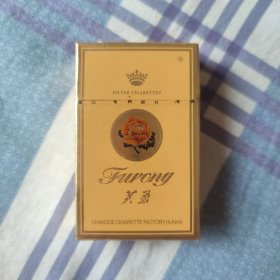 FILTER CIGARETTES
Furong
芙蓉
CHANGDE CIGARETTE FACTORY·HUNAN